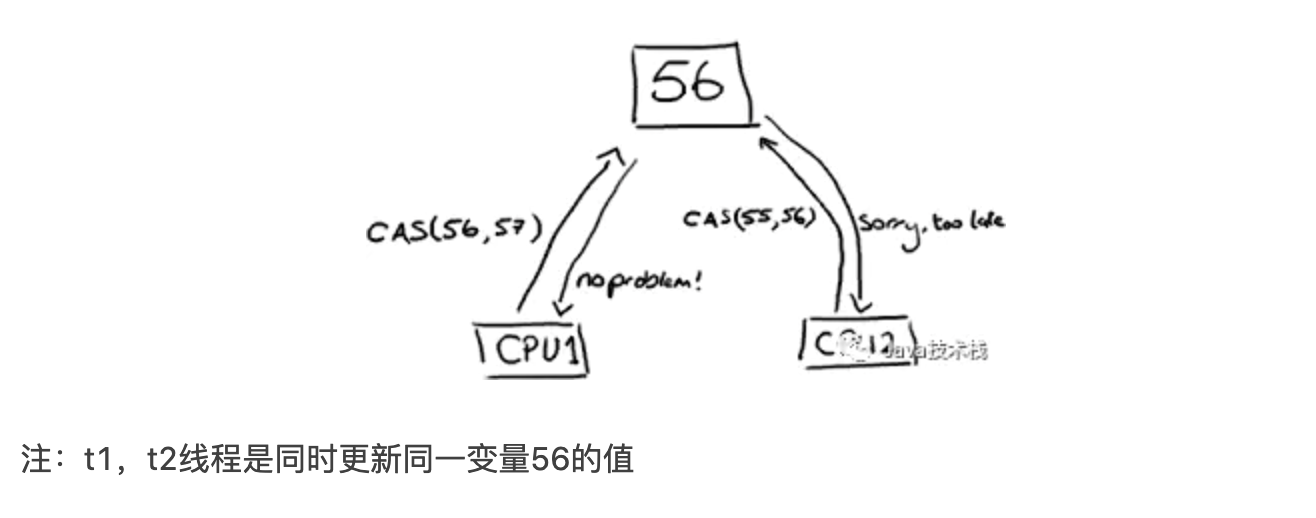 56
CAS(56,57)
no problem!
CAS(55,56)
Sorry, too late
CPU1
CPU2
Java技术栈
注：t1，t2线程是同时更新同一变量56的值